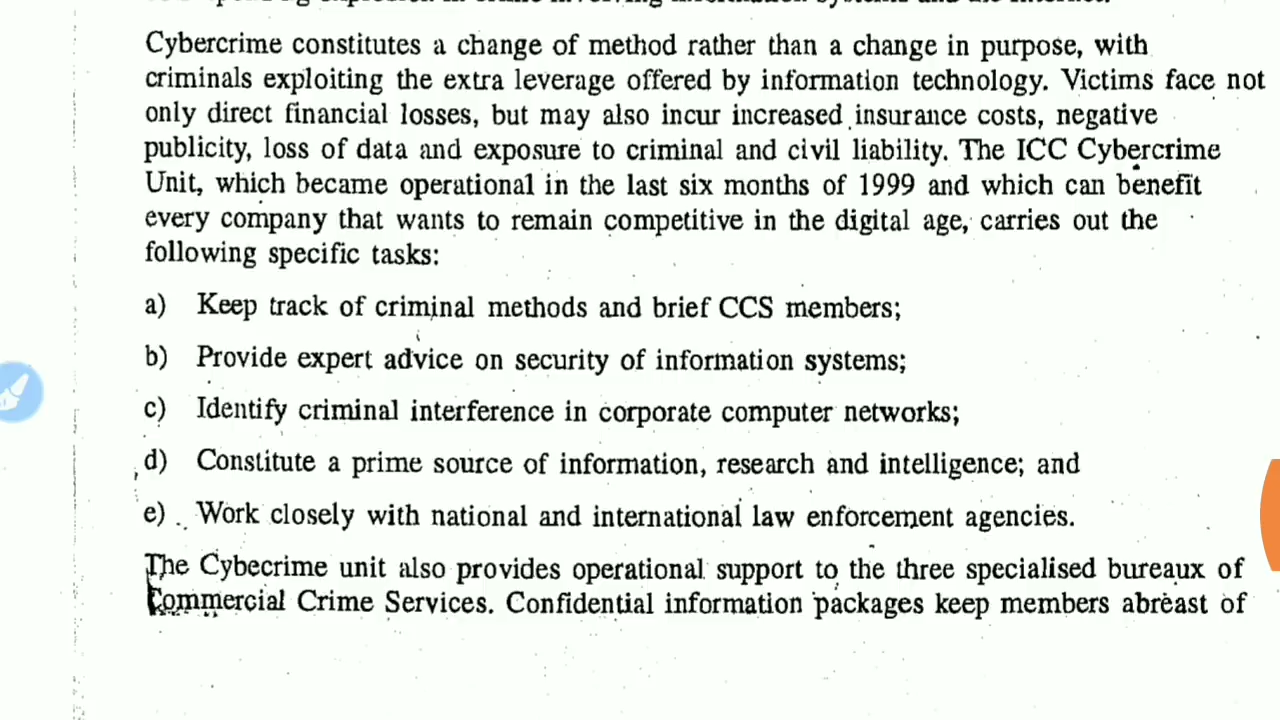 Cybercrime constitutes a change of method rather than a change in purpose, with
criminals exploiting the extra leverage offered by information technology. Victims face not
only direct financial losses, but may also incur increased insurance costs, negative
publicity, loss of data and exposure to criminal and civil liability. The ICC Cybercrime
Unit, which became operational in the last six months of 1999 and which can benefit
every company that wants to remain competitive in the digital age, carries out the
following specific tasks:
a) Keep track of criminal methods and brief CCS members;
b) Provide expert advice on security of information systems;
c) Identify criminal interference in corporate computer networks;
d) Constitute a prime source of information, research and intelligence; and
e) Work closely with national and international law enforcement agencies.
The Cybecrime unit also provides operational support to the three specialised bureaux of
Commercial Crime Services. Confidential information packages keep members abreast of